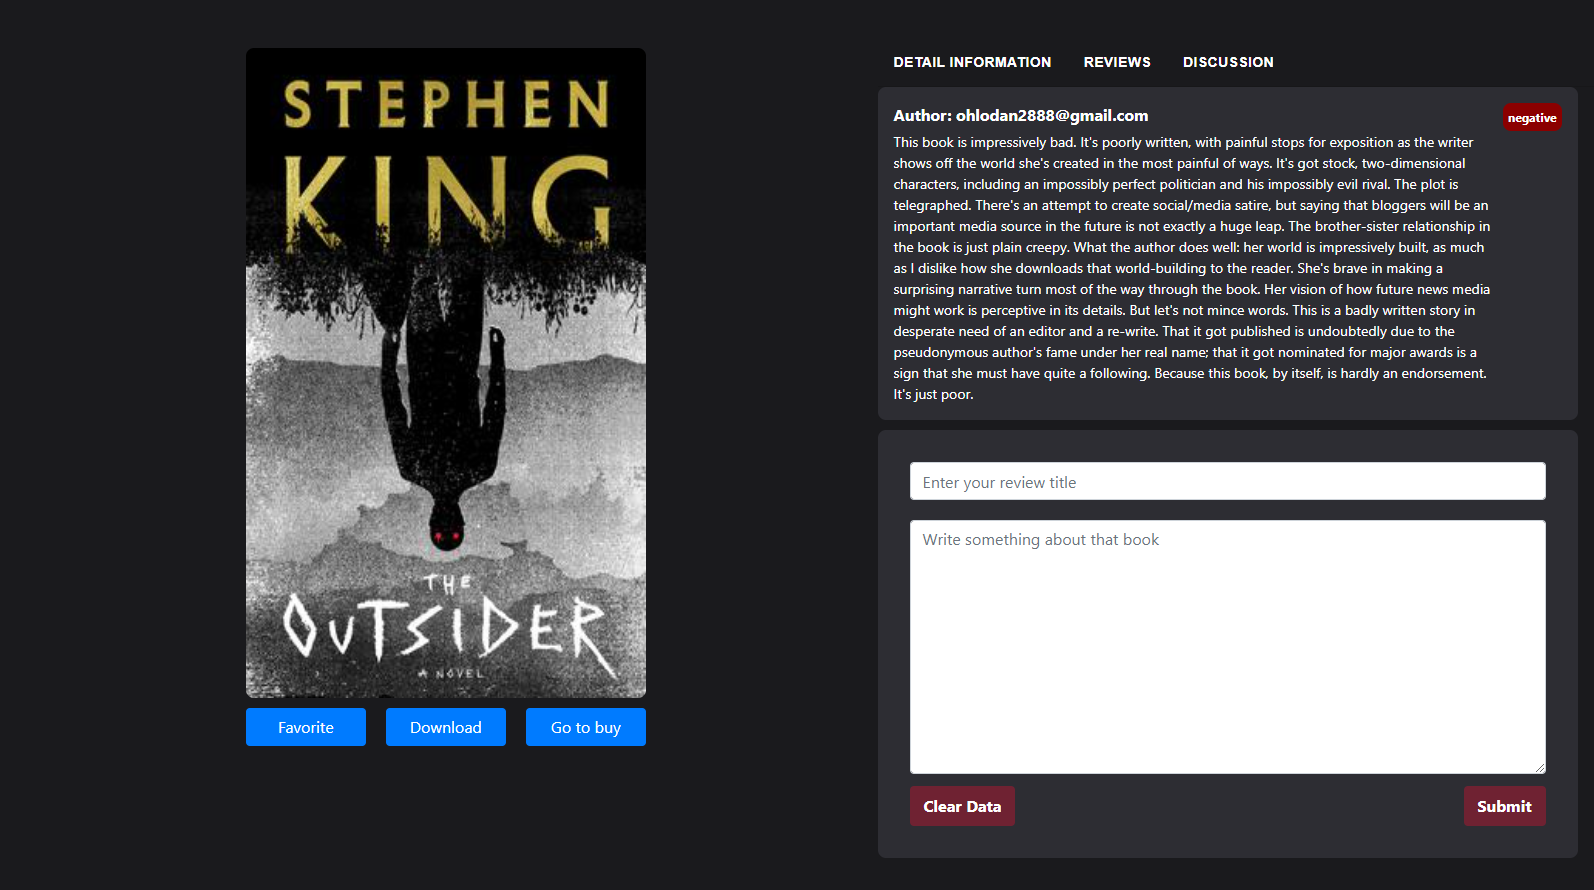 STEPHEN
KING
THE
OUTSIDER
A NOVEL
Favorite
Download
Go to buy
DETAIL INFORMATION
REVIEWS
DISCUSSION
Author: ohlodan2888@gmail.com
negative
This book is impressively bad. It's poorly written, with painful stops for exposition as the writer
shows off the world she's created in the most painful of ways. It's got stock, two-dimensional
characters, including an impossibly perfect politician and his impossibly evil rival. The plot is
telegraphed. There's an attempt to create social/media satire, but saying that bloggers will be an
important media source in the future is not exactly a huge leap. The brother-sister relationship in
the book is just plain creepy. What the author does well: her world is impressively built, as much
as I dislike how she downloads that world-building to the reader. She's brave in making a
surprising narrative turn most of the way through the book. Her vision of how future news media
might work is perceptive in its details. But let's not mince words. This is a badly written story in
desperate need of an editor and a re-write. That it got published is undoubtedly due to the
pseudonymous author's fame under her real name; that it got nominated for major awards is a
sign that she must have quite a following. Because this book, by itself, is hardly an endorsement.
It's just poor.
Enter your review title
Write something about that book
Clear Data
Submit